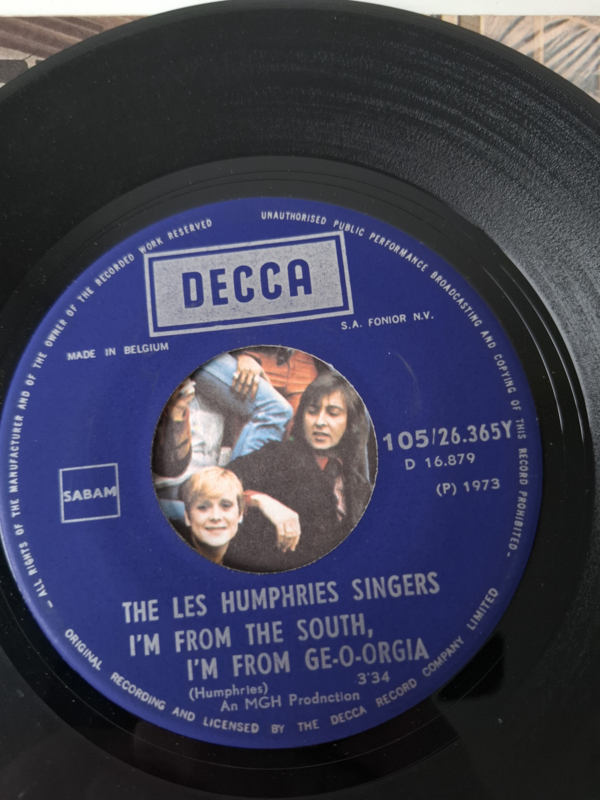 — ALL RIGHTS OF THE MANUFACTURER AND OF THE OWNER OF THE RECORDED WORK RESERVED
UNAUTHORISED PUBLIC PERFORMANCE BROADCASTING AND COPYING OF THIS RECORD PROHIBITED —
DECCA
S.A. FONIOR N.V.
MADE IN BELGIUM
105/26.365Y
D 16.879
(P) 1973
SABAM
THE LES HUMPHRIES SINGERS
I'M FROM THE SOUTH,
I'M FROM GE-O-ORGIA
3'34
(Humphries)
An MGH Prodnction
ORIGINAL RECORDING AND LICENSED BY THE DECCA RECORD COMPANY LIMITED